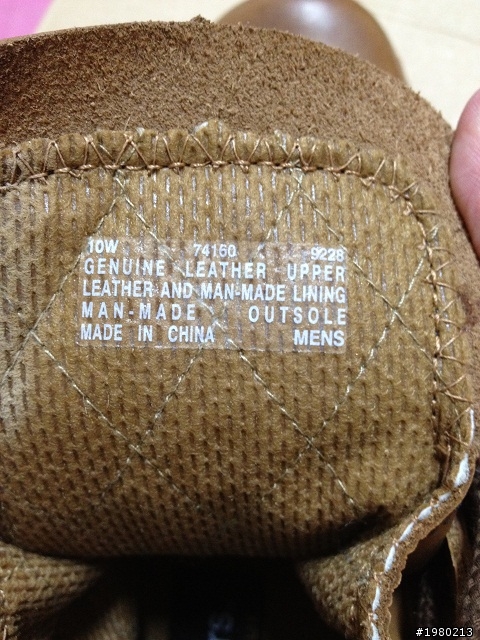 10W 74150 9228
GENUINE LEATHER UPPER
LEATHER AND MAN-MADE LINING
MAN-MADE OUTSOLE
MADE IN CHINA MENS
#1980213